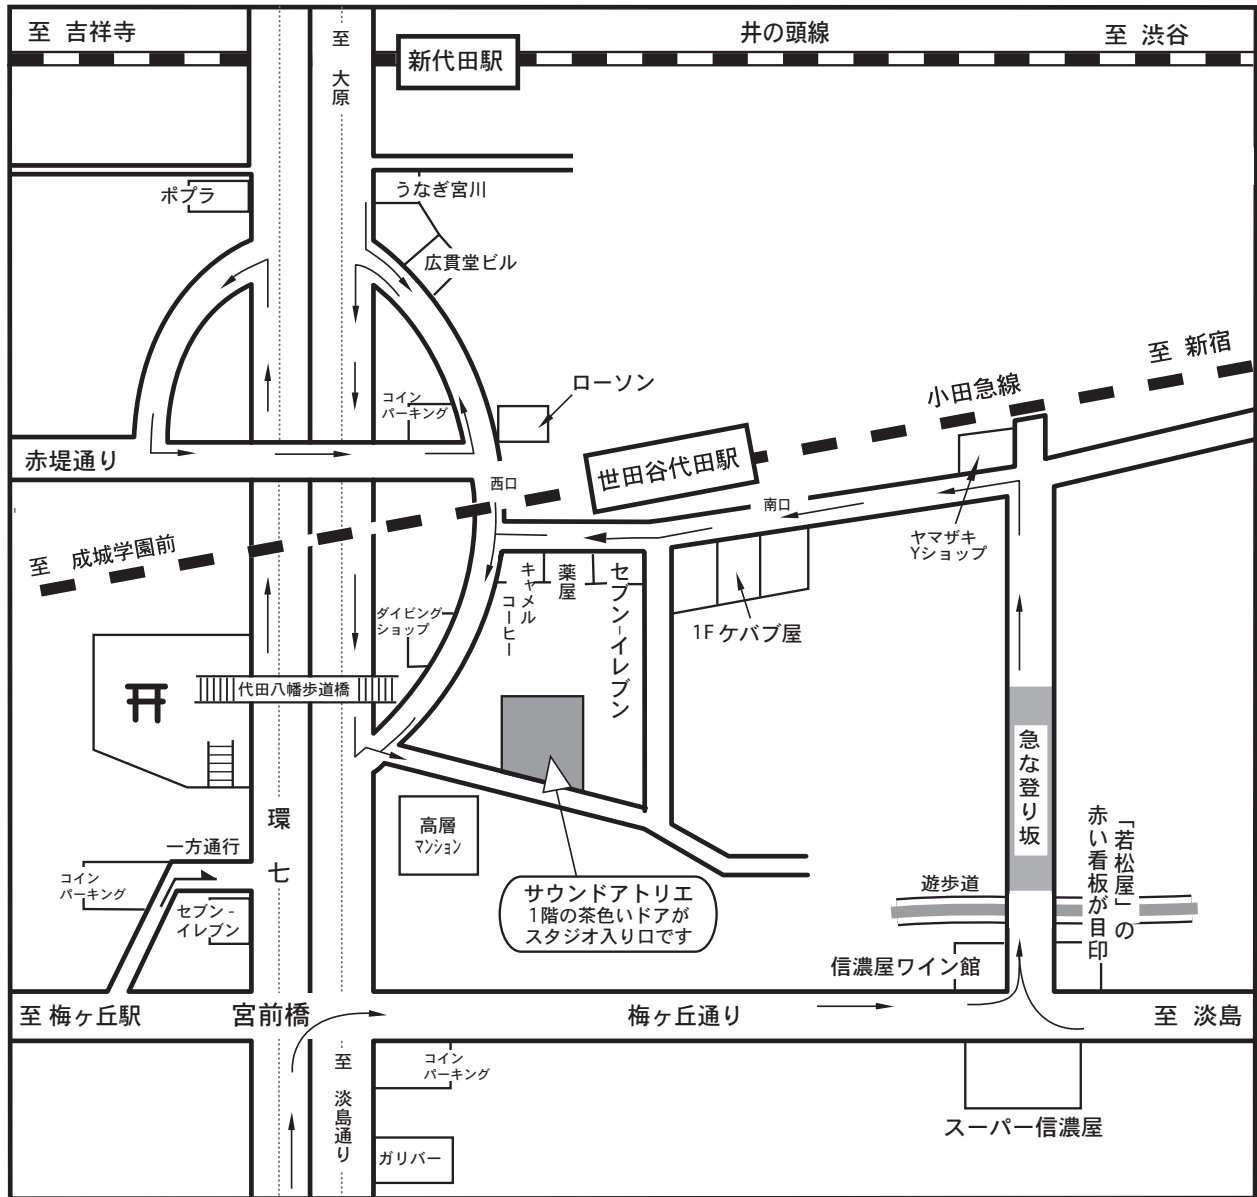 至 吉祥寺
至 大原
新代田駅
井の頭線
至 渋谷
ポプラ
うなぎ宮川
広貫堂ビル
至 新宿
小田急線
ローソン
コイン
パーキング
世田谷代田駅
赤堤通り
西口
南口
ヤマザキ
Yショップ
至 成城学園前
キャメル
コーヒー
薬屋
セブン-イレブン
1Fケバブ屋
ダイビング
ショップ
代田八幡歩道橋
急な登り坂
「若松屋」の
赤い看板が目印
環七
高層
マンション
一方通行
コイン
パーキング
セブン-
イレブン
サウンドアトリエ
1階の茶色いドアが
スタジオ入り口です
遊歩道
信濃屋ワイン館
至 梅ヶ丘駅
宮前橋
梅ヶ丘通り
至 淡島
至 淡島通り
コイン
パーキング
ガリバー
スーパー信濃屋